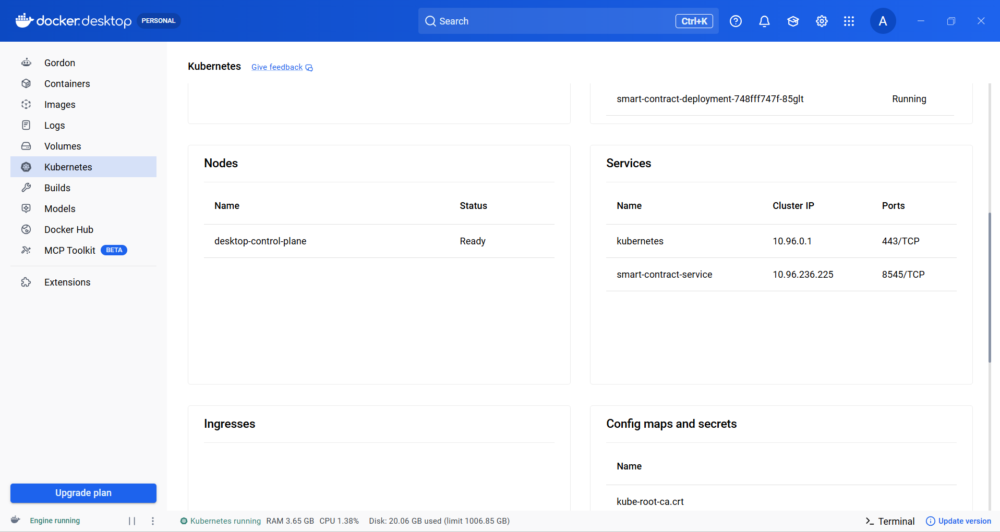 docker.desktop PERSONAL
Search Ctrl+K
A
Gordon
Containers
Images
Logs
Volumes
Kubernetes
Builds
Models
Docker Hub
MCP Toolkit BETA
Extensions
Upgrade plan
Kubernetes Give feedback
smart-contract-deployment-748fff747f-85glt Running
Nodes
Name Status
desktop-control-plane Ready
Services
Name Cluster IP Ports
kubernetes 10.96.0.1 443/TCP
smart-contract-service 10.96.236.225 8545/TCP
Ingresses
Config maps and secrets
Name
kube-root-ca.crt
Engine running
Kubernetes running RAM 3.65 GB CPU 1.38% Disk: 20.06 GB used (limit 1006.85 GB)
Terminal
Update version